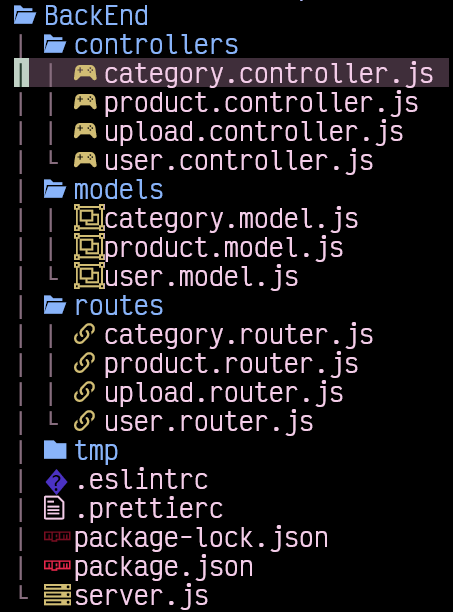 BackEnd
controllers
category.controller.js
product.controller.js
upload.controller.js
user.controller.js
models
category.model.js
product.model.js
user.model.js
routes
category.router.js
product.router.js
upload.router.js
user.router.js
tmp
.eslintrc
.prettierc
package-lock.json
package.json
server.js